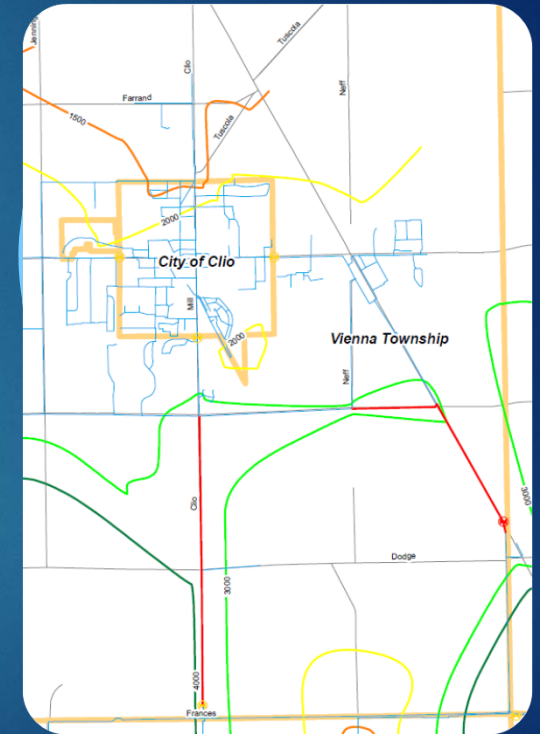 Clio
Tuscola
Neff
Farrand
1500
Tuscola
2000
City of Clio
Mill
2000
Vienna Township
Neff
Clio
3000
Dodge
3000
4000
Frances